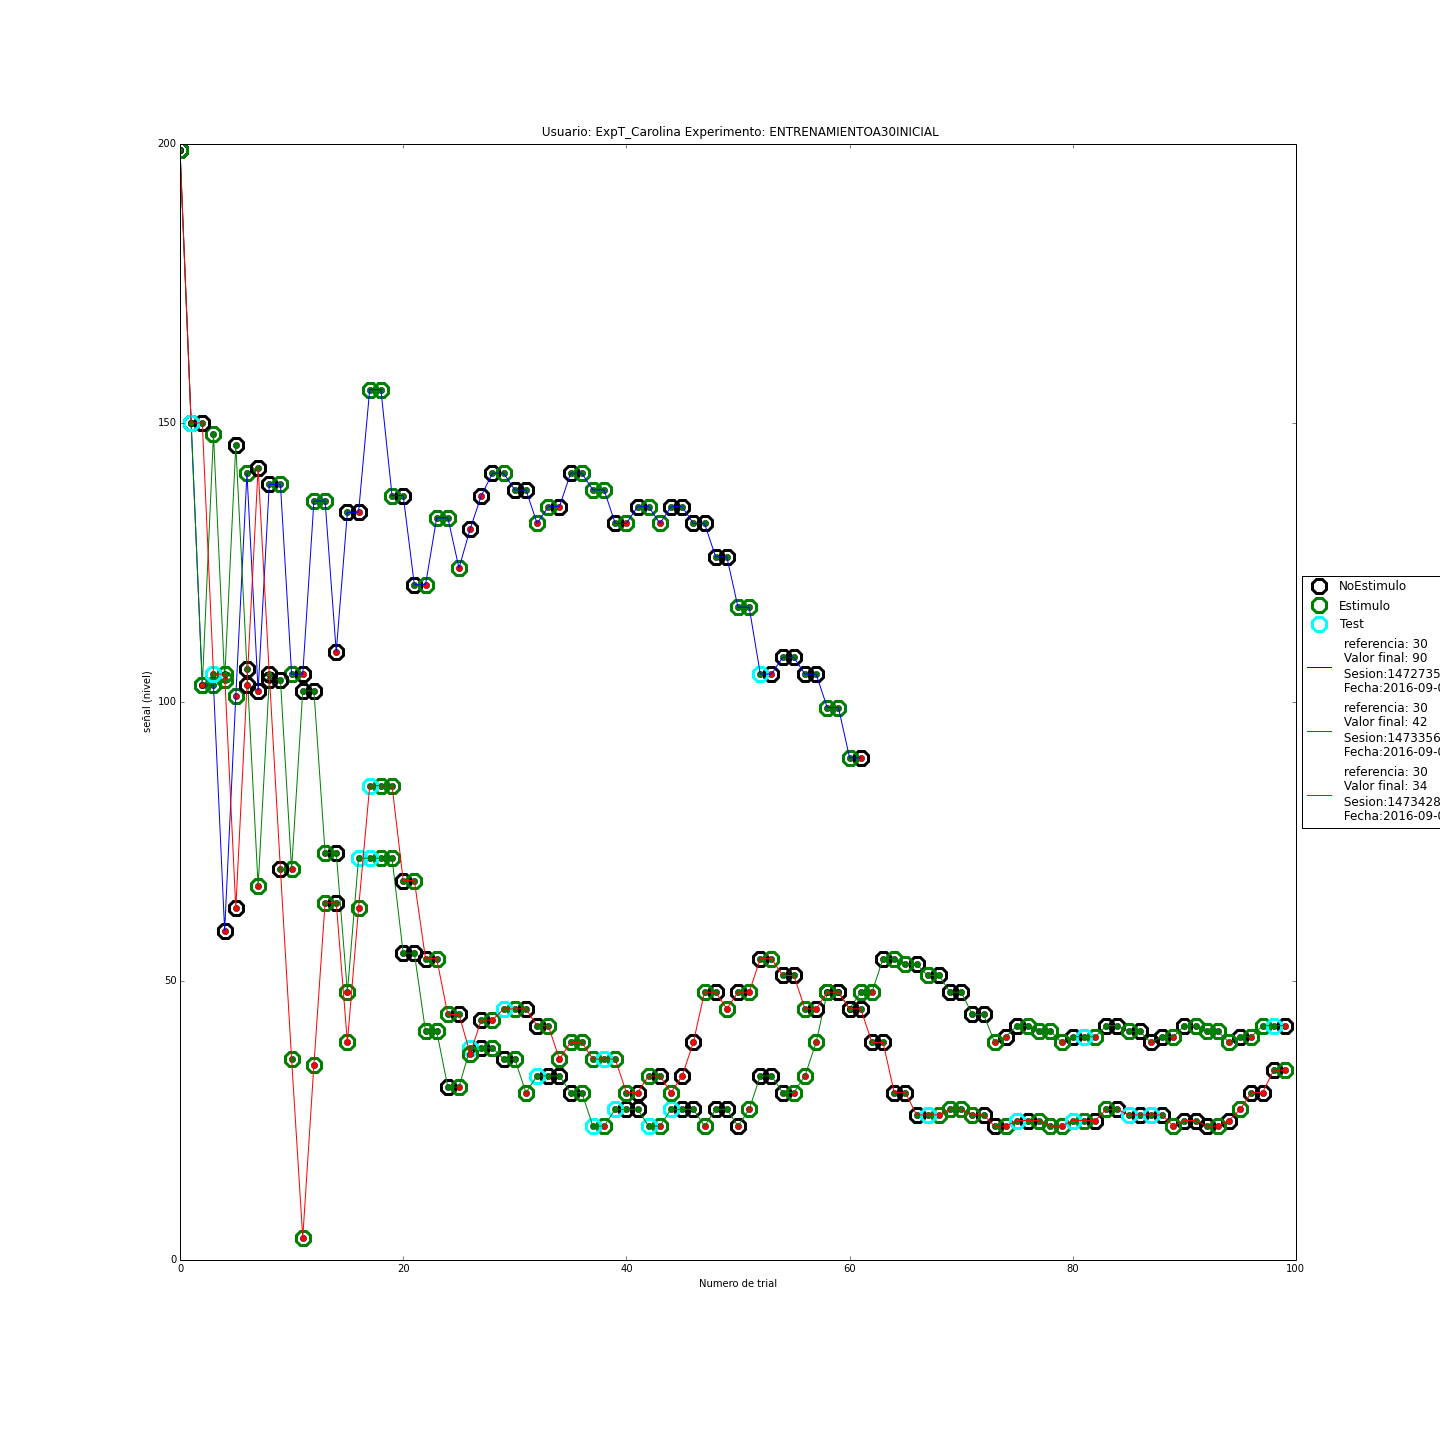 Usuario: ExpT_Carolina Experimento: ENTRENAMIENTOA30INICIAL
200
150
100
50
0
señal (nivel)
0 20 40 60 80 100
Numero de trial
NoEstimulo
Estimulo
Test
referencia: 30
Valor final: 90
Sesion:1472735
Fecha:2016-09-0
referencia: 30
Valor final: 42
Sesion:1473356
Fecha:2016-09-0
referencia: 30
Valor final: 34
Sesion:1473428
Fecha:2016-09-0